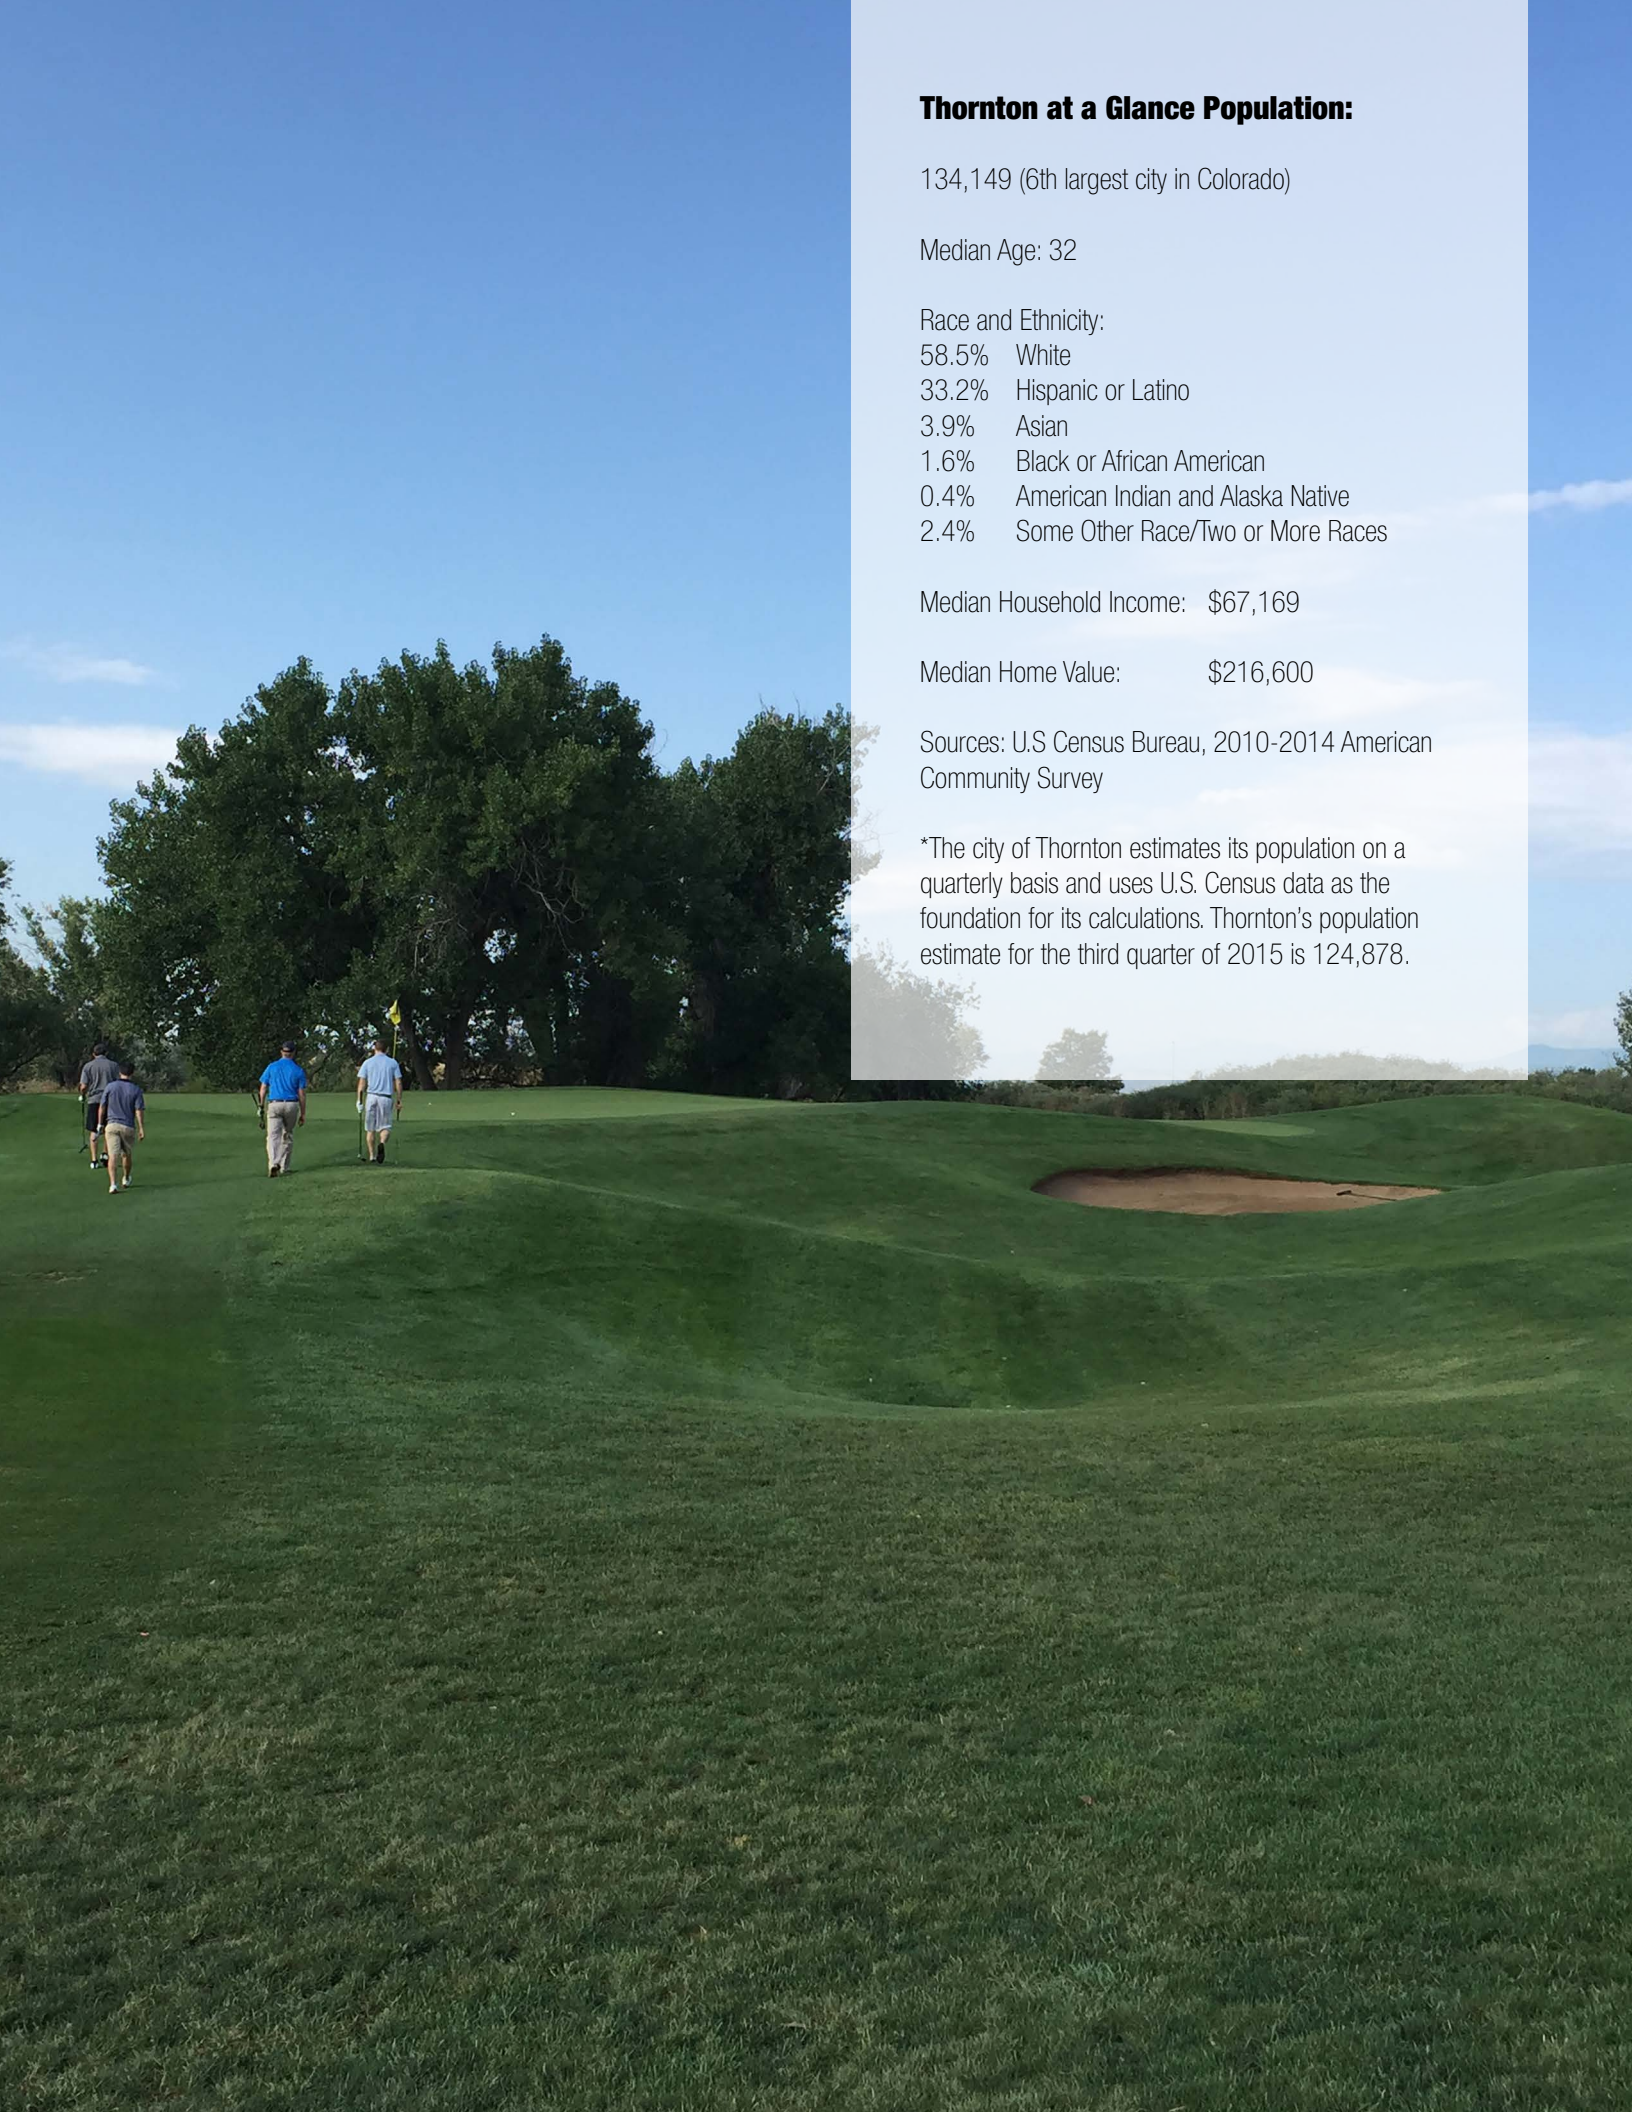 Thornton at a Glance Population:
134,149 (6th largest city in Colorado)
Median Age: 32
Race and Ethnicity:
58.5% White
33.2% Hispanic or Latino
3.9% Asian
1.6% Black or African American
0.4% American Indian and Alaska Native
2.4% Some Other Race/Two or More Races
Median Household Income: $67,169
Median Home Value: $216,600
Sources: U.S Census Bureau, 2010-2014 American
Community Survey
*The city of Thornton estimates its population on a
quarterly basis and uses U.S. Census data as the
foundation for its calculations. Thornton’s population
estimate for the third quarter of 2015 is 124,878.